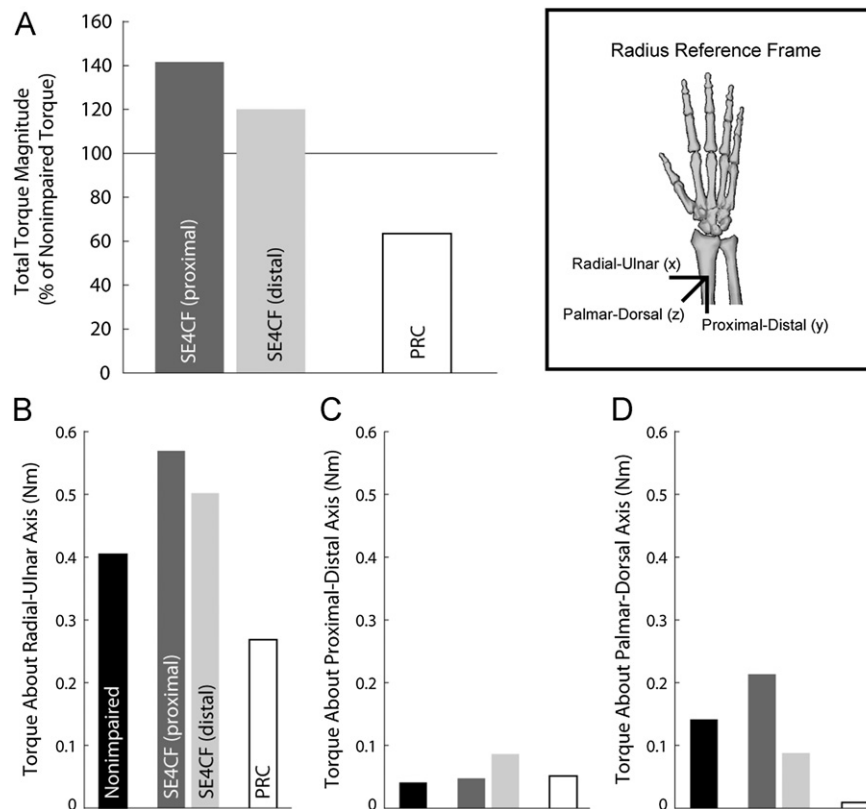 A
Total Torque Magnitude
(% of Nonimpaired Torque)
160
140
120
100
80
60
40
20
0
SE4CF (proximal)
SE4CF (distal)
PRC
Radius Reference Frame
Radial-Ulnar (x)
Palmar-Dorsal (z)
Proximal-Distal (y)
B
Torque About Radial-Ulnar Axis (Nm)
0.6
0.5
0.4
0.3
0.2
0.1
0
Nonimpaired
SE4CF (proximal)
SE4CF (distal)
PRC
C
Torque About Proximal-Distal Axis (Nm)
0.6
0.5
0.4
0.3
0.2
0.1
0
D
Torque About Palmar-Dorsal Axis (Nm)
0.6
0.5
0.4
0.3
0.2
0.1
0